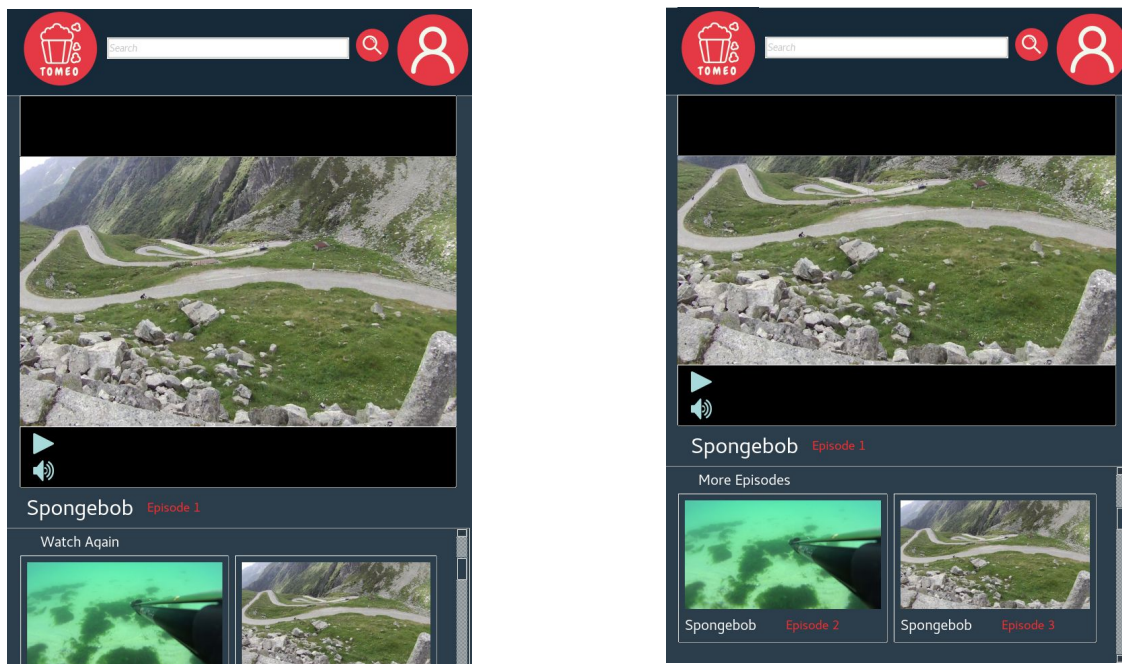 Search
TOMEO
Spongebob Episode 1
Watch Again
Search
TOMEO
Spongebob Episode 1
More Episodes
Spongebob Episode 2
Spongebob Episode 3